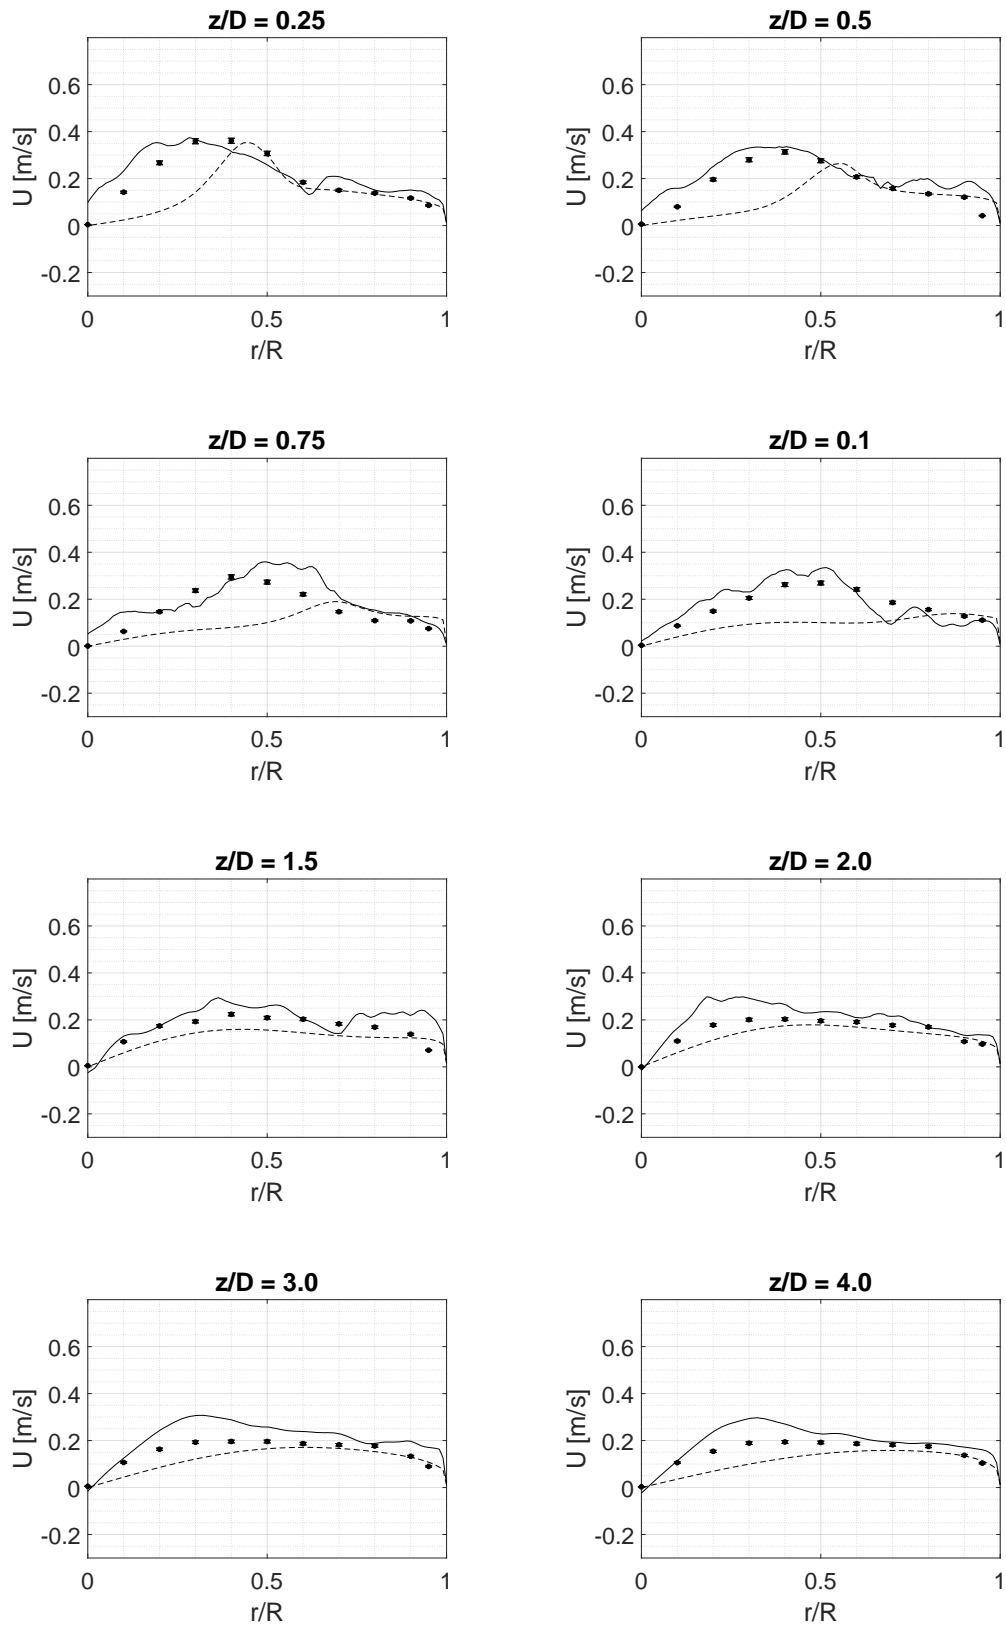 z/D = 0.25
U [m/s]
0.6
0.4
0.2
0
-0.2
0
0.5
1
r/R
z/D = 0.5
U [m/s]
0.6
0.4
0.2
0
-0.2
0
0.5
1
r/R
z/D = 0.75
U [m/s]
0.6
0.4
0.2
0
-0.2
0
0.5
1
r/R
z/D = 0.1
U [m/s]
0.6
0.4
0.2
0
-0.2
0
0.5
1
r/R
z/D = 1.5
U [m/s]
0.6
0.4
0.2
0
-0.2
0
0.5
1
r/R
z/D = 2.0
U [m/s]
0.6
0.4
0.2
0
-0.2
0
0.5
1
r/R
z/D = 3.0
U [m/s]
0.6
0.4
0.2
0
-0.2
0
0.5
1
r/R
z/D = 4.0
U [m/s]
0.6
0.4
0.2
0
-0.2
0
0.5
1
r/R